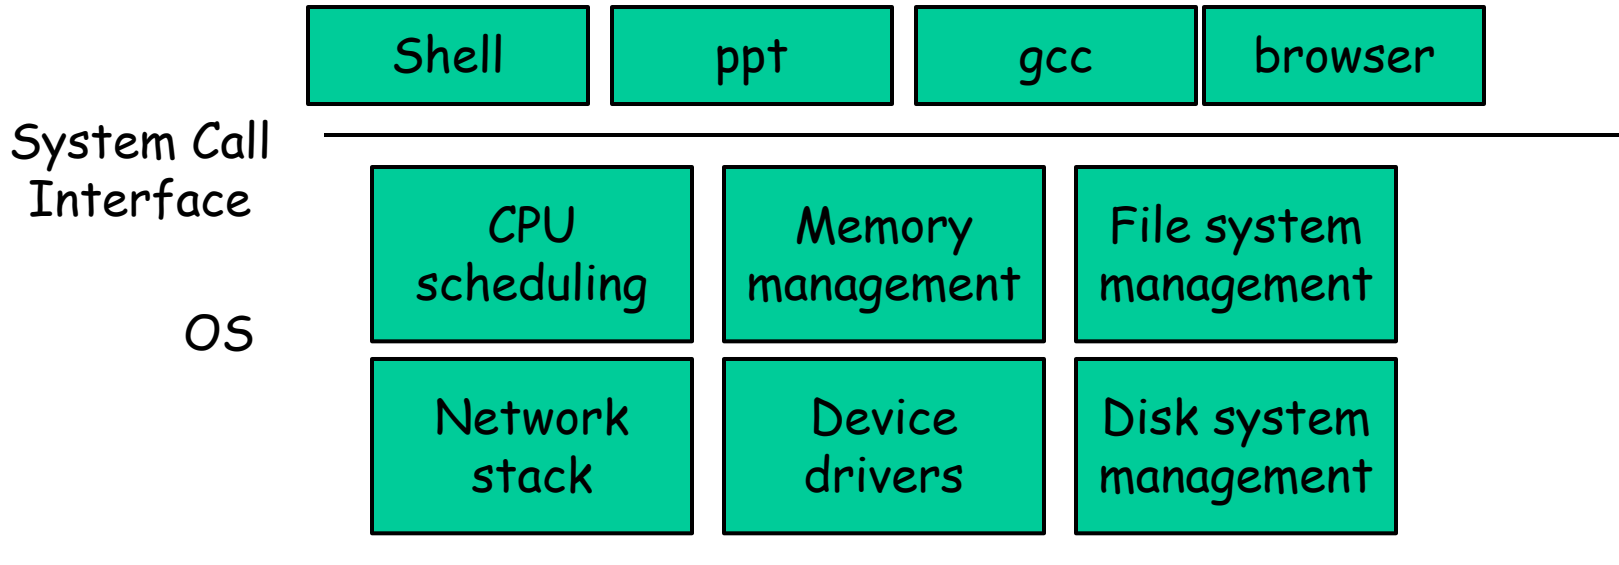 Shell
ppt
gcc
browser
System Call
Interface
CPU
scheduling
Memory
management
File system
management
OS
Network
stack
Device
drivers
Disk system
management